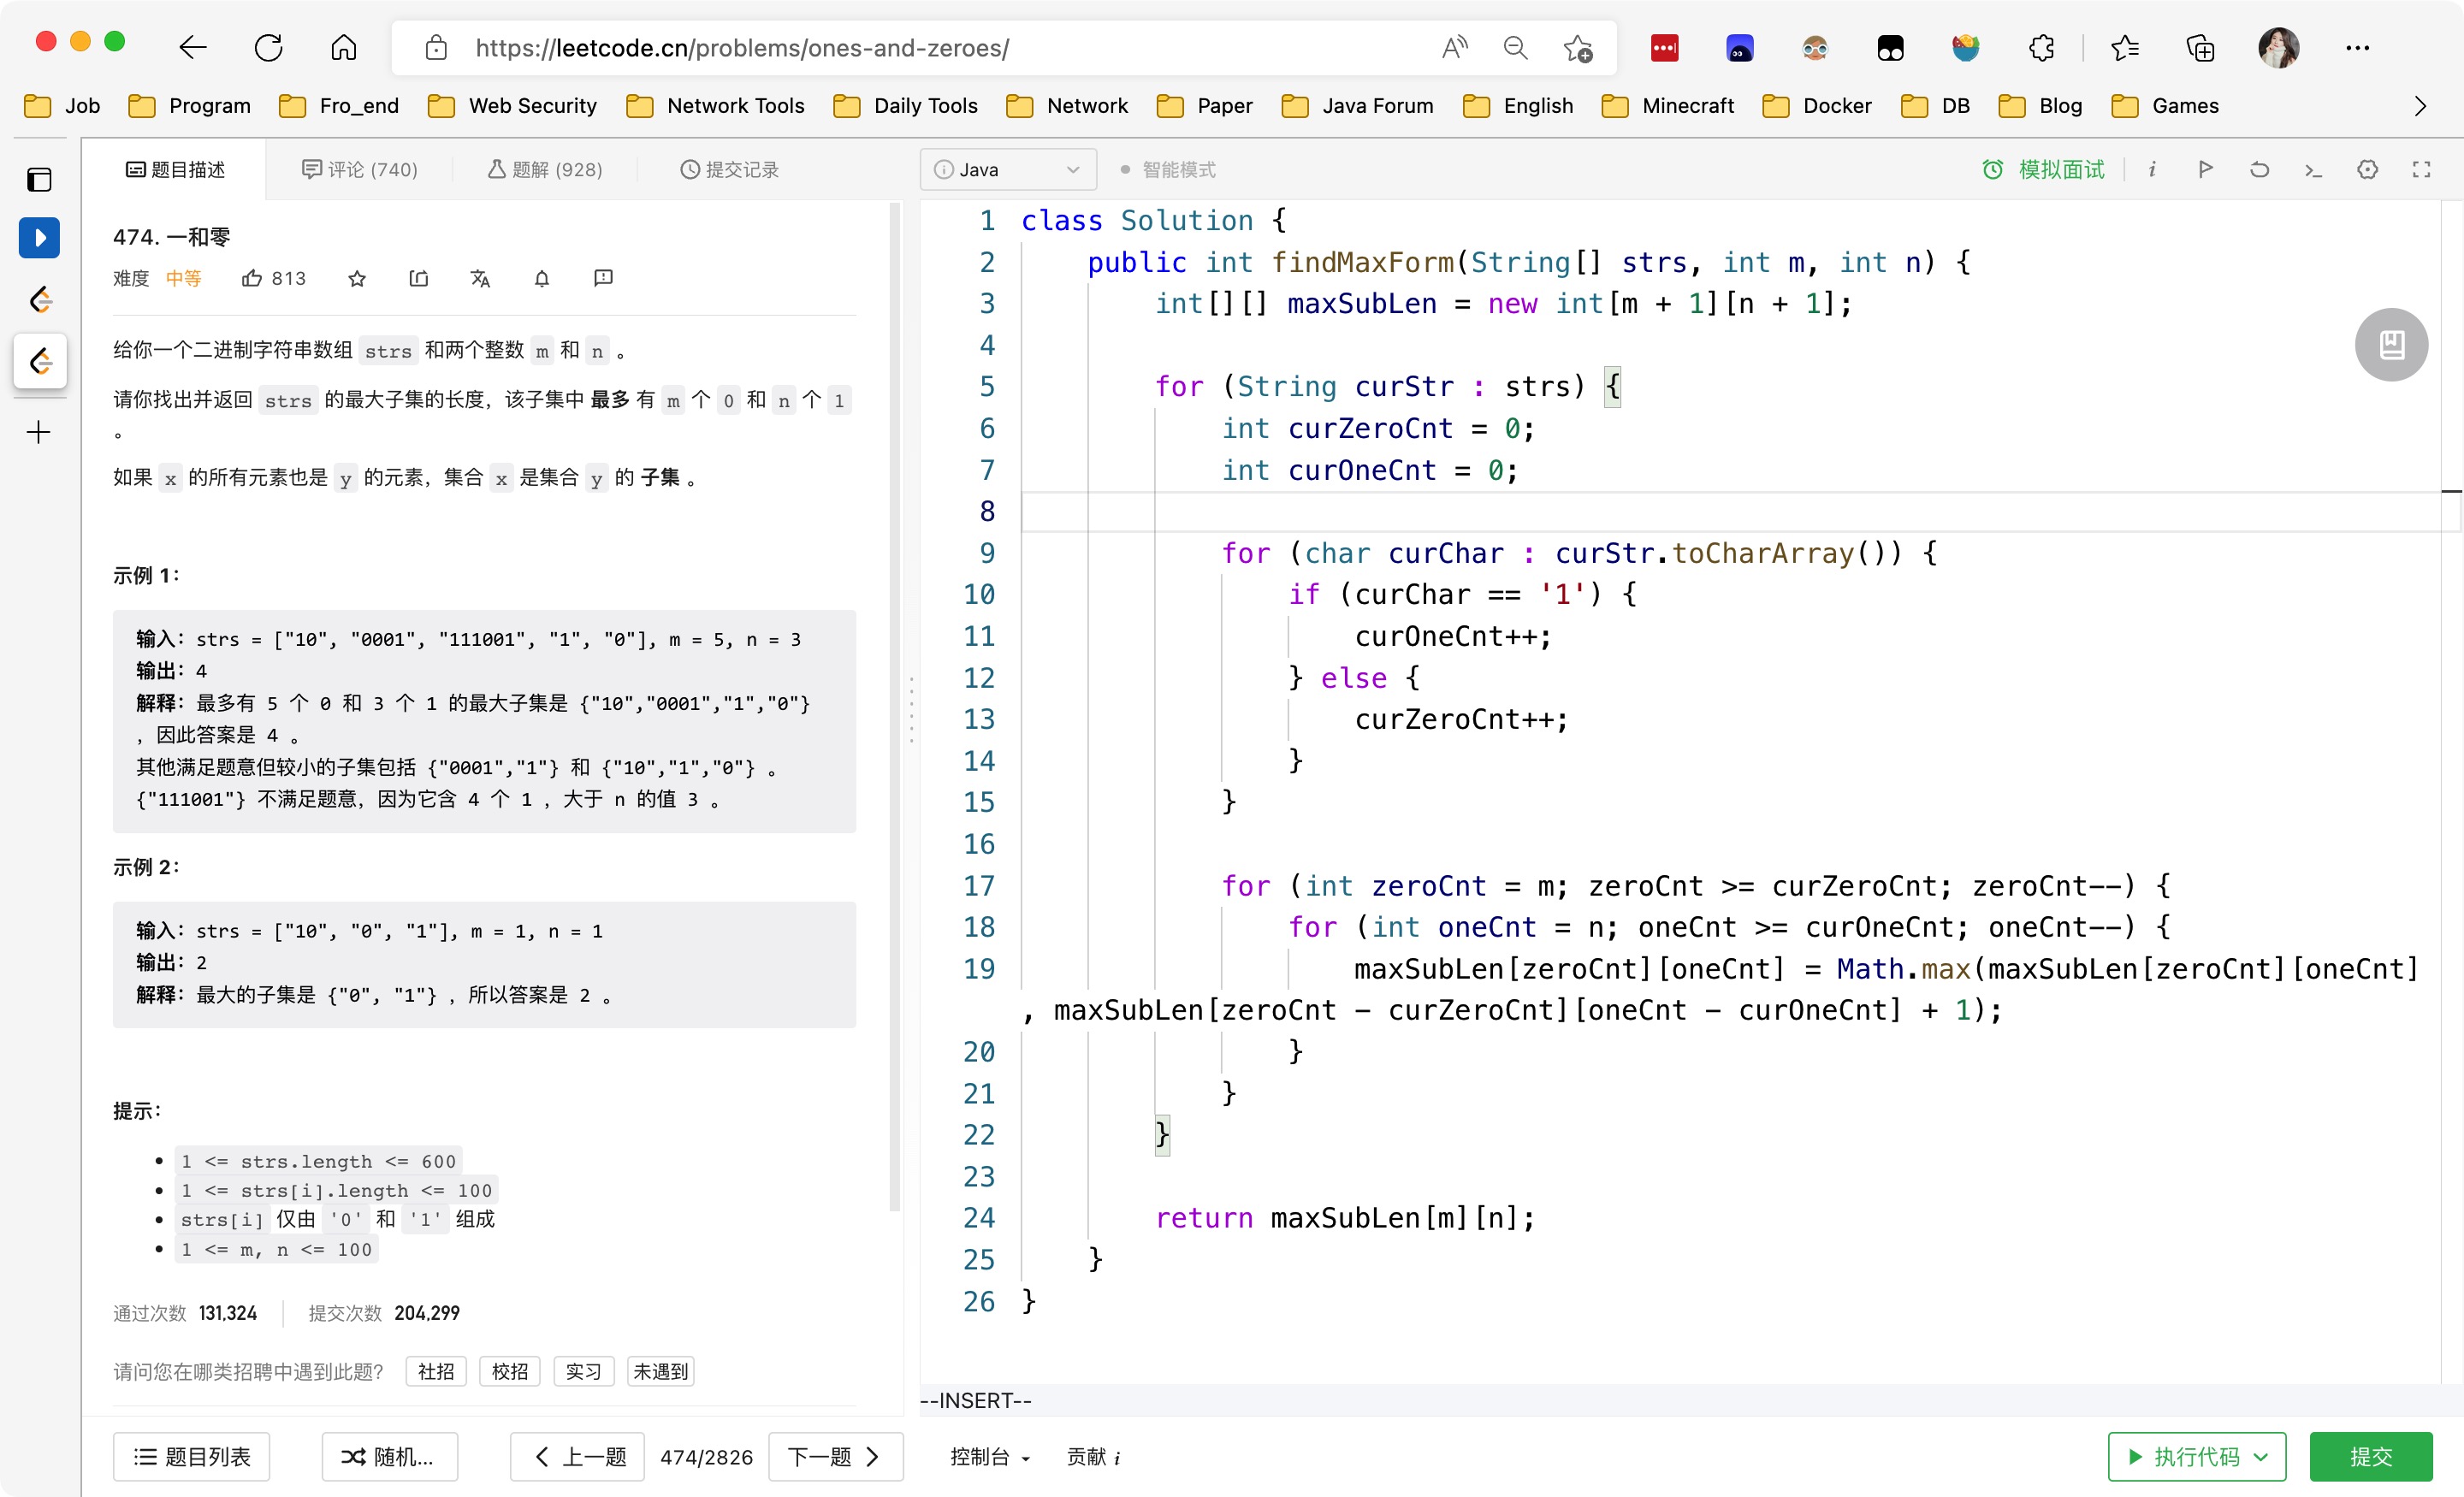 https://leetcode.cn/problems/ones-and-zeroes/
Job Program Fro_end Web Security Network Tools Daily Tools Network Paper Java Forum English Minecraft Docker DB Blog Games
题目描述 评论 (740) 题解 (928) 提交记录
474. 一和零
难度 中等 813
给你一个二进制字符串数组 strs 和两个整数 m 和 n 。
请你找出并返回 strs 的最大子集的长度，该子集中 最多 有 m 个 0 和 n 个 1
。
如果 x 的所有元素也是 y 的元素，集合 x 是集合 y 的 子集 。
示例 1：
输入：strs = ["10", "0001", "111001", "1", "0"], m = 5, n = 3
输出：4
解释：最多有 5 个 0 和 3 个 1 的最大子集是 {"10","0001","1","0"}
，因此答案是 4 。
其他满足题意但较小的子集包括 {"0001","1"} 和 {"10","1","0"} 。
{"111001"} 不满足题意，因为它含 4 个 1 ，大于 n 的值 3 。
示例 2：
输入：strs = ["10", "0", "1"], m = 1, n = 1
输出：2
解释：最大的子集是 {"0", "1"} ，所以答案是 2 。
提示：
1 <= strs.length <= 600
1 <= strs[i].length <= 100
strs[i] 仅由 '0' 和 '1' 组成
1 <= m, n <= 100
通过次数 131,324 提交次数 204,299
请问您在哪类招聘中遇到此题？ 社招 校招 实习 未遇到
题目列表 随机... 上一题 474/2826 下一题
Java 智能模式 模拟面试
1 class Solution {
2 public int findMaxForm(String[] strs, int m, int n) {
3 int[][] maxSubLen = new int[m + 1][n + 1];
4
5 for (String curStr : strs) {
6 int curZeroCnt = 0;
7 int curOneCnt = 0;
8
9 for (char curChar : curStr.toCharArray()) {
10 if (curChar == '1') {
11 curOneCnt++;
12 } else {
13 curZeroCnt++;
14 }
15 }
16
17 for (int zeroCnt = m; zeroCnt >= curZeroCnt; zeroCnt--) {
18 for (int oneCnt = n; oneCnt >= curOneCnt; oneCnt--) {
19 maxSubLen[zeroCnt][oneCnt] = Math.max(maxSubLen[zeroCnt][oneCnt]
, maxSubLen[zeroCnt - curZeroCnt][oneCnt - curOneCnt] + 1);
20 }
21 }
22 }
23
24 return maxSubLen[m][n];
25 }
26 }
--INSERT--
控制台 贡献 i 执行代码 提交